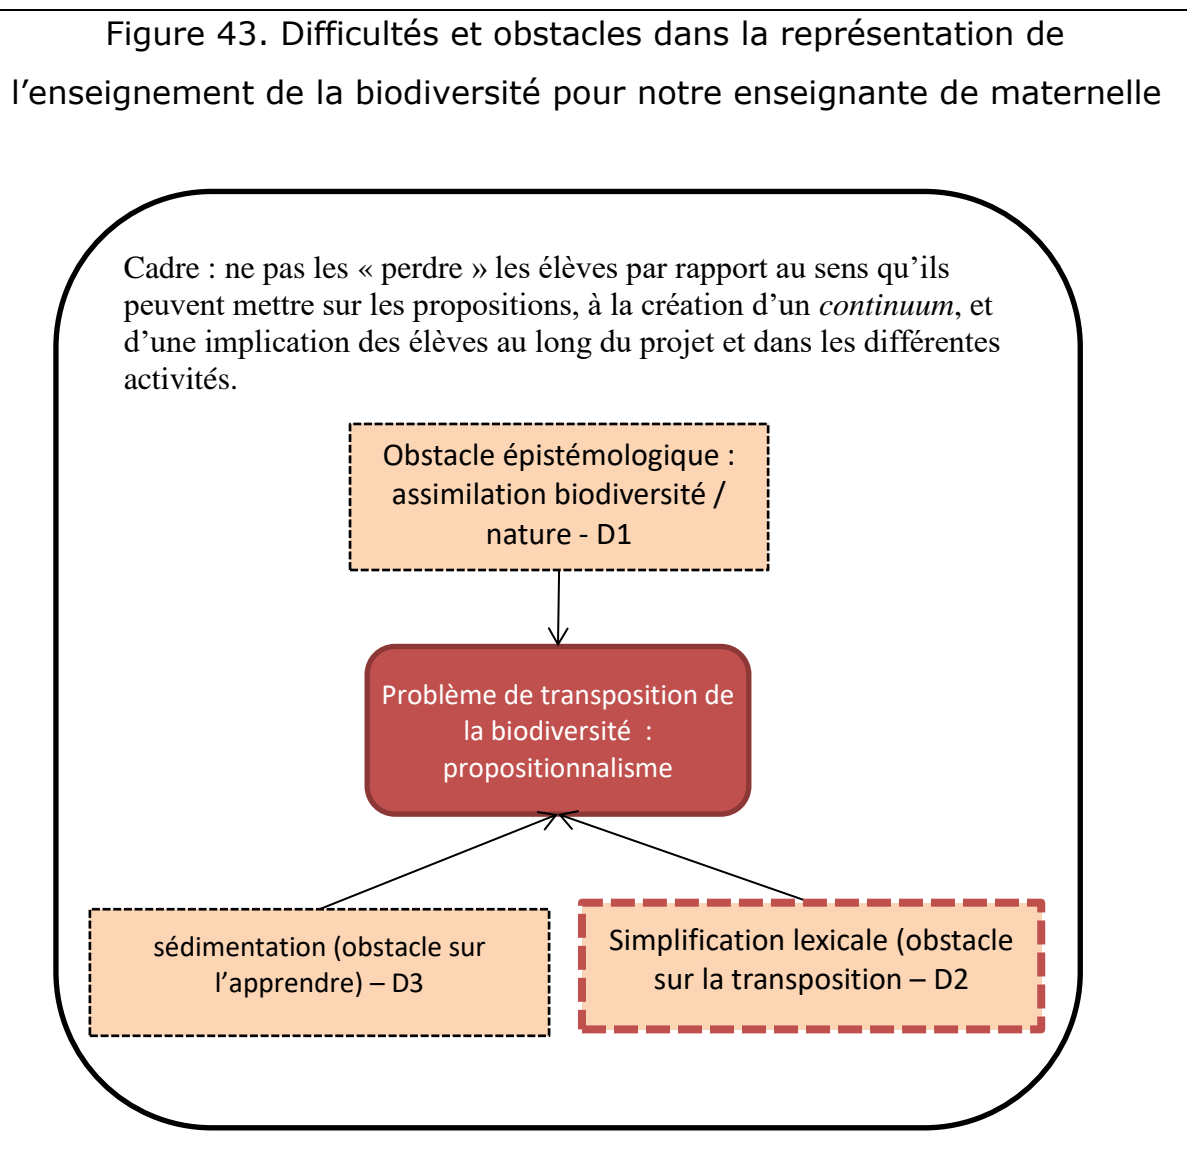 Figure 43. Difficultés et obstacles dans la représentation de
l’enseignement de la biodiversité pour notre enseignante de maternelle
Cadre : ne pas les « perdre » les élèves par rapport au sens qu’ils
peuvent mettre sur les propositions, à la création d’un continuum, et
d’une implication des élèves au long du projet et dans les différentes
activités.
Obstacle épistémologique :
assimilation biodiversité /
nature - D1
Problème de transposition de
la biodiversité  :
propositionnalisme
sédimentation (obstacle sur
l’apprendre) – D3
Simplification lexicale (obstacle
sur la transposition – D2